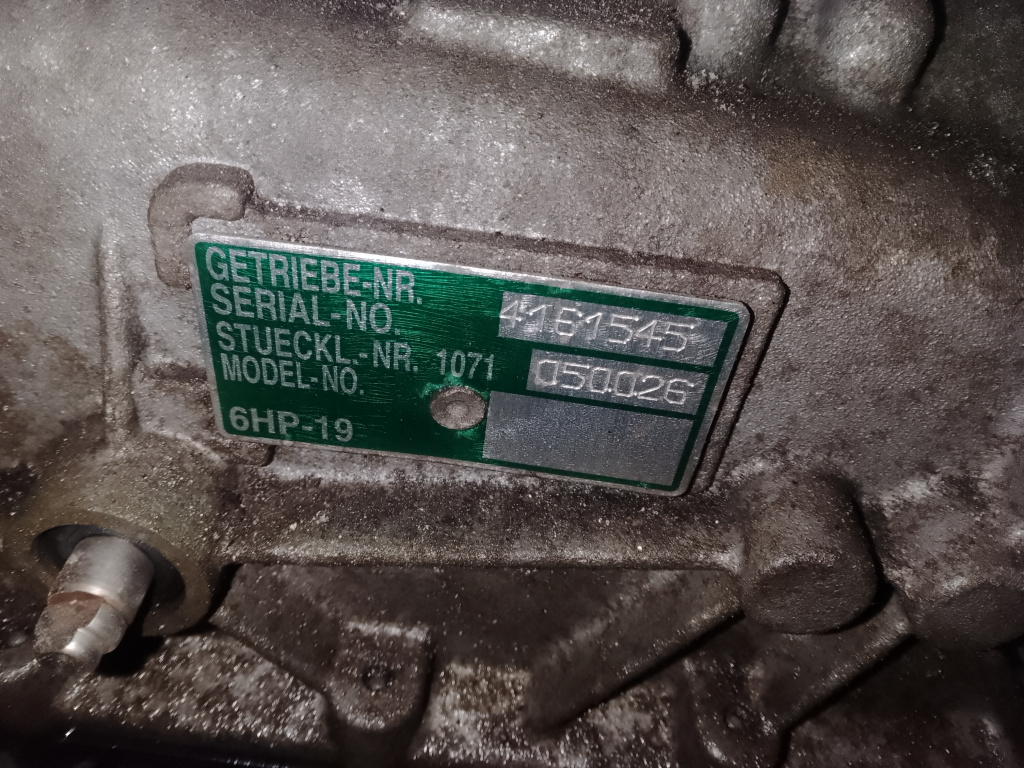 GETRIEBE-NR.
SERIAL-NO. 4161545
STUECKL.-NR. 1071 050026
MODEL-NO.
6HP-19